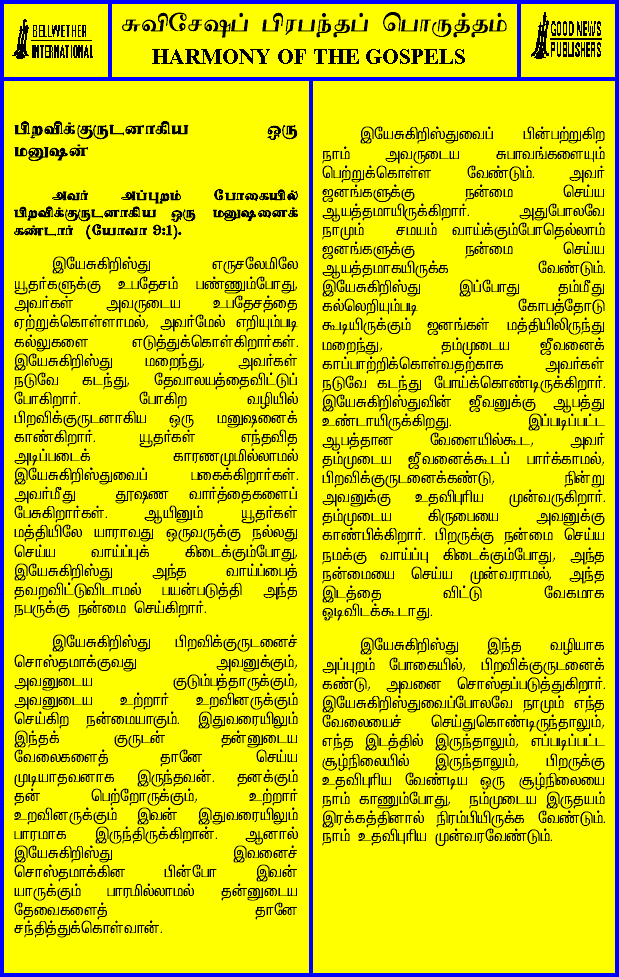 BELLWETHER
INTERNATIONAL
சுவிசேஷப் பிரபந்தப் பொருத்தம்
HARMONY OF THE GOSPELS
GOOD NEWS
PUBLISHERS
பிறவிக்குருடனாகிய ஒரு
மனுஷன்
அவர் அப்புறம் போகையில்
பிறவிக்குருடனாகிய ஒரு மனுஷனைக்
கண்டார் (யோவா 9:1).
இயேசுகிறிஸ்து எருசலேமிலே
யூதர்களுக்கு உபதேசம் பண்ணும்போது,
அவர்கள் அவருடைய உபதேசத்தை
ஏற்றுக்கொள்ளாமல், அவர்மேல் எறியும்படி
கல்லுகளை எடுத்துக்கொள்கிறார்கள்.
இயேசுகிறிஸ்து மறைந்து, அவர்கள்
நடுவே கடந்து, தேவாலயத்தைவிட்டுப்
போகிறார். போகிற வழியில்
பிறவிக்குருடனாகிய ஒரு மனுஷனைக்
காண்கிறார். யூதர்கள் எந்தவித
அடிப்படைக் காரணமுமில்லாமல்
இயேசுகிறிஸ்துவைப் பகைக்கிறார்கள்.
அவர்மீது தூஷண வார்த்தைகளைப்
பேசுகிறார்கள். ஆயினும் யூதர்கள்
மத்தியிலே யாராவது ஒருவருக்கு நல்லது
செய்ய வாய்ப்புக் கிடைக்கும்போது,
இயேசுகிறிஸ்து அந்த வாய்ப்பைத்
தவறவிட்டுவிடாமல் பயன்படுத்தி அந்த
நபருக்கு நன்மை செய்கிறார்.
இயேசுகிறிஸ்து பிறவிக்குருடனைச்
சொஸ்தமாக்குவது அவனுக்கும்,
அவனுடைய குடும்பத்தாருக்கும்,
அவனுடைய உற்றார் உறவினருக்கும்
செய்கிற நன்மையாகும். இதுவரையிலும்
இந்தக் குருடன் தன்னுடைய
வேலைகளைத் தானே செய்ய
முடியாதவனாக இருந்தவன். தனக்கும்
தன் பெற்றோருக்கும், உற்றார்
உறவினருக்கும் இவன் இதுவரையிலும்
பாரமாக இருந்திருக்கிறான். ஆனால்
இயேசுகிறிஸ்து இவனைச்
சொஸ்தமாக்கின பின்போ இவன்
யாருக்கும் பாரமில்லாமல் தன்னுடைய
தேவைகளைத் தானே
சந்தித்துக்கொள்வான்.
இயேசுகிறிஸ்துவைப் பின்பற்றுகிற
நாம் அவருடைய சுபாவங்களையும்
பெற்றுக்கொள்ள வேண்டும். அவர்
ஜனங்களுக்கு நன்மை செய்ய
ஆயத்தமாயிருக்கிறார். அதுபோலவே
நாமும் சமயம் வாய்க்கும்போதெல்லாம்
ஜனங்களுக்கு நன்மை செய்ய
ஆயத்தமாகயிருக்க வேண்டும்.
இயேசுகிறிஸ்து இப்போது தம்மீது
கல்லெறியும்படி கோபத்தோடு
கூடியிருக்கும் ஜனங்கள் மத்தியிலிருந்து
மறைந்து, தம்முடைய ஜீவனைக்
காப்பாற்றிக்கொள்வதற்காக அவர்கள்
நடுவே கடந்து போய்க்கொண்டிருக்கிறார்.
இயேசுகிறிஸ்துவின் ஜீவனுக்கு ஆபத்து
உண்டாயிருக்கிறது. இப்படிப்பட்ட
ஆபத்தான வேளையில்கூட, அவர்
தம்முடைய ஜீவனைக்கூடப் பார்க்காமல்,
பிறவிக்குருடனைக்கண்டு, நின்று
அவனுக்கு உதவிபுரிய முன்வருகிறார்.
தம்முடைய கிருபையை அவனுக்கு
காண்பிக்கிறார். பிறருக்கு நன்மை செய்ய
நமக்கு வாய்ப்பு கிடைக்கும்போது, அந்த
நன்மையை செய்ய முன்வராமல், அந்த
இடத்தை விட்டு வேகமாக
ஓடிவிடக்கூடாது.
இயேசுகிறிஸ்து இந்த வழியாக
அப்புறம் போகையில், பிறவிக்குருடனைக்
கண்டு, அவனை சொஸ்தப்படுத்துகிறார்.
இயேசுகிறிஸ்துவைப்போலவே நாமும் எந்த
வேலையைச் செய்துகொண்டிருந்தாலும்,
எந்த இடத்தில் இருந்தாலும், எப்படிப்பட்ட
சூழ்நிலையில் இருந்தாலும், பிறருக்கு
உதவிபுரிய வேண்டிய ஒரு சூழ்நிலையை
நாம் காணும்போது, நம்முடைய இருதயம்
இரக்கத்தினால் நிரம்பியிருக்க வேண்டும்.
நாம் உதவிபுரிய முன்வரவேண்டும்.